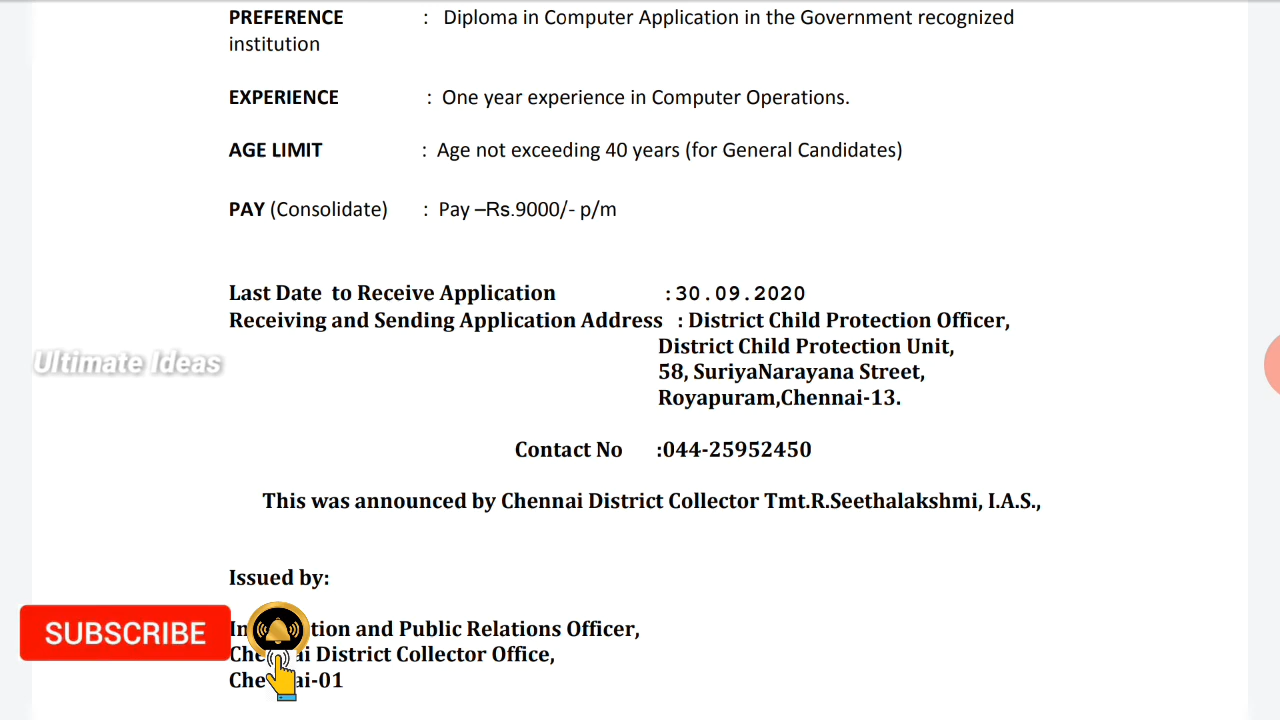 PREFERENCE : Diploma in Computer Application in the Government recognized
institution
EXPERIENCE : One year experience in Computer Operations.
AGE LIMIT : Age not exceeding 40 years (for General Candidates)
PAY (Consolidate) : Pay –Rs.9000/- p/m
Last Date to Receive Application :30.09.2020
Receiving and Sending Application Address : District Child Protection Officer,
District Child Protection Unit,
Ultimate Ideas
58, SuriyaNarayana Street,
Royapuram,Chennai-13.
Contact No :044-25952450
This was announced by Chennai District Collector Tmt.R.Seethalakshmi, I.A.S.,
Issued by:
SUBSCRIBE
and Public Relations Officer,
District Collector Office,